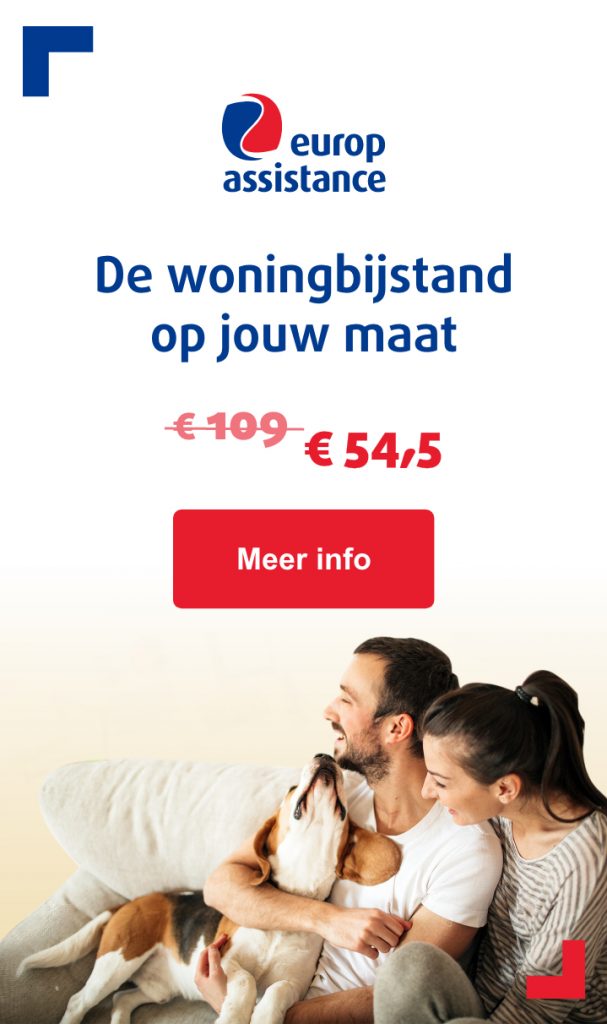 europ
assistance
De woningbijstand
op jouw maat
€ 109
€ 54,5
Meer info